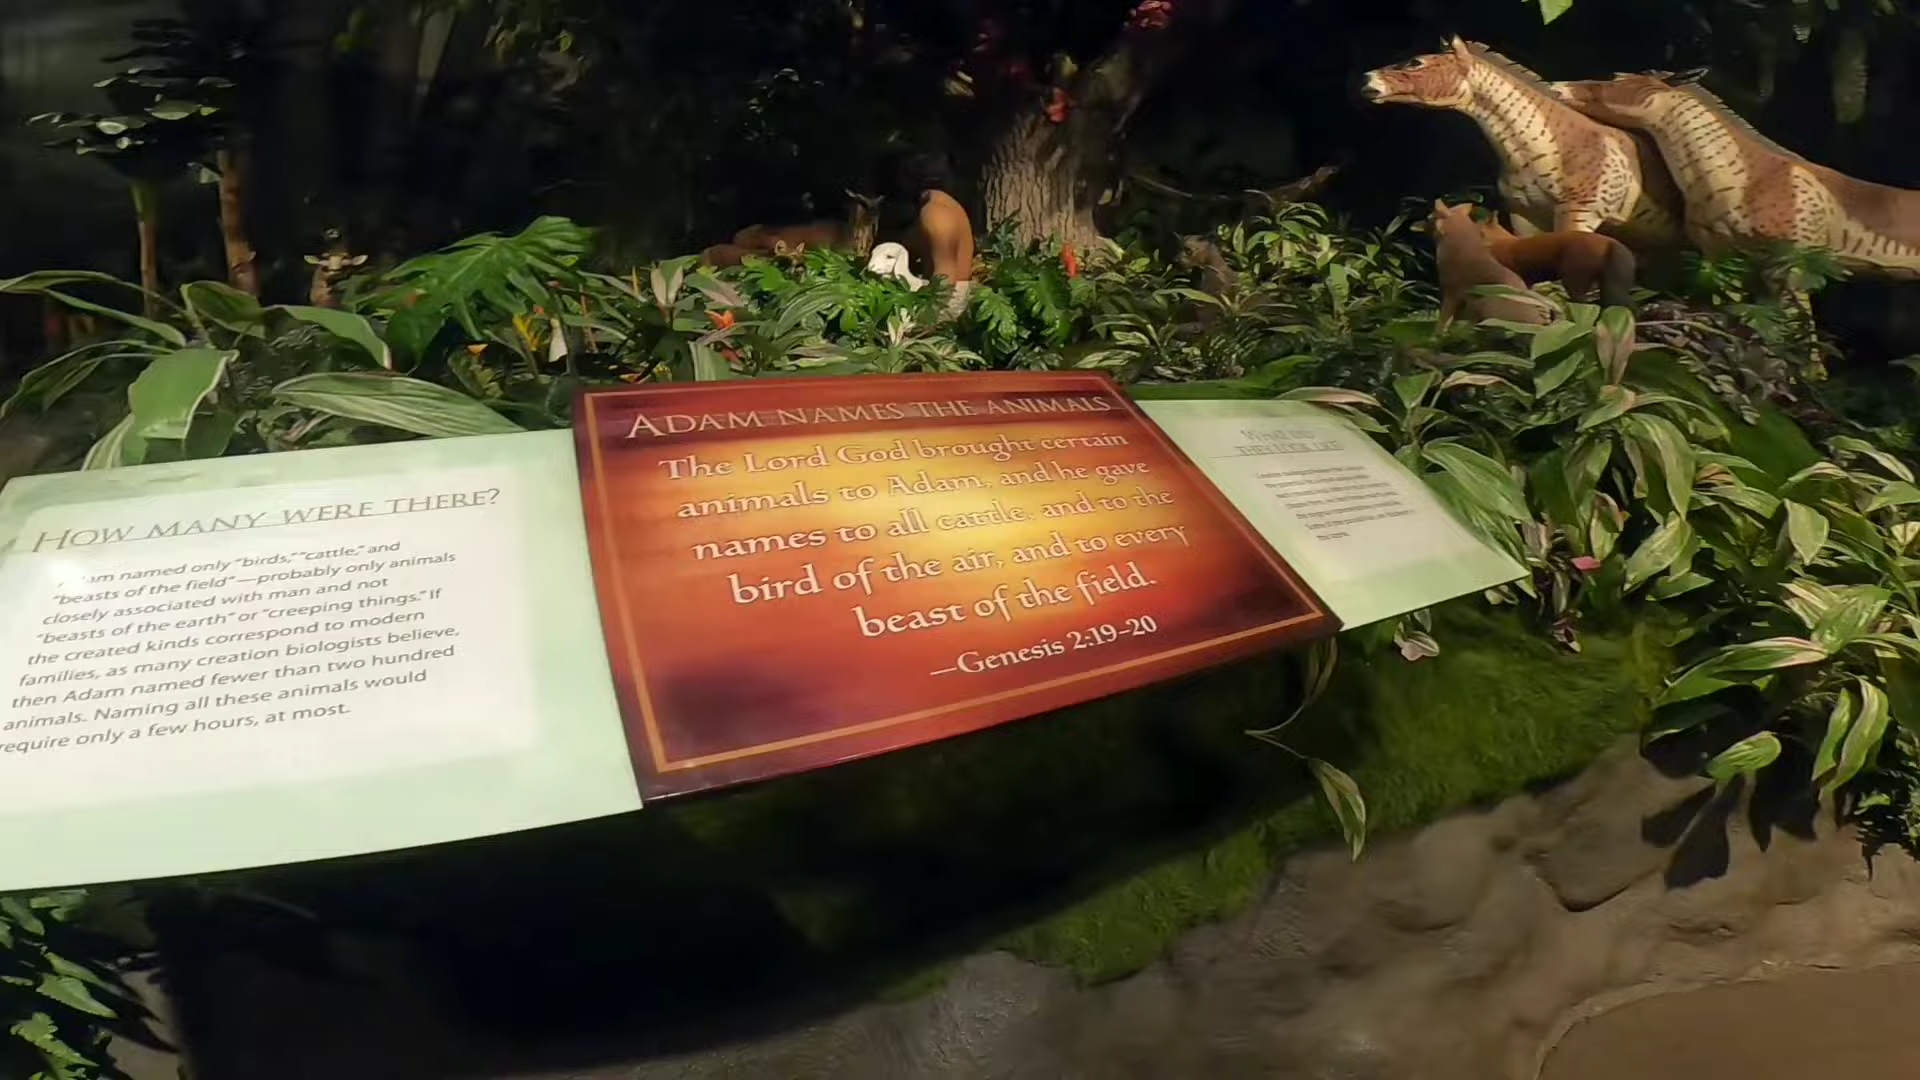 HOW MANY WERE THERE?
named only "birds," "cattle," and
"beasts of the field"—probably only animals
closely associated with man and not
"beasts of the earth" or "creeping things." If
the created kinds correspond to modern
families, as many creation biologists believe,
then Adam named fewer than two hundred
animals. Naming all these animals would
require only a few hours, at most.
ADAM NAMES THE ANIMALS
The Lord God brought certain
animals to Adam, and he gave
names to all cattle, and to the
bird of the air, and to every
beast of the field.
—Genesis 2:19–20
THEY LOOK LIKE